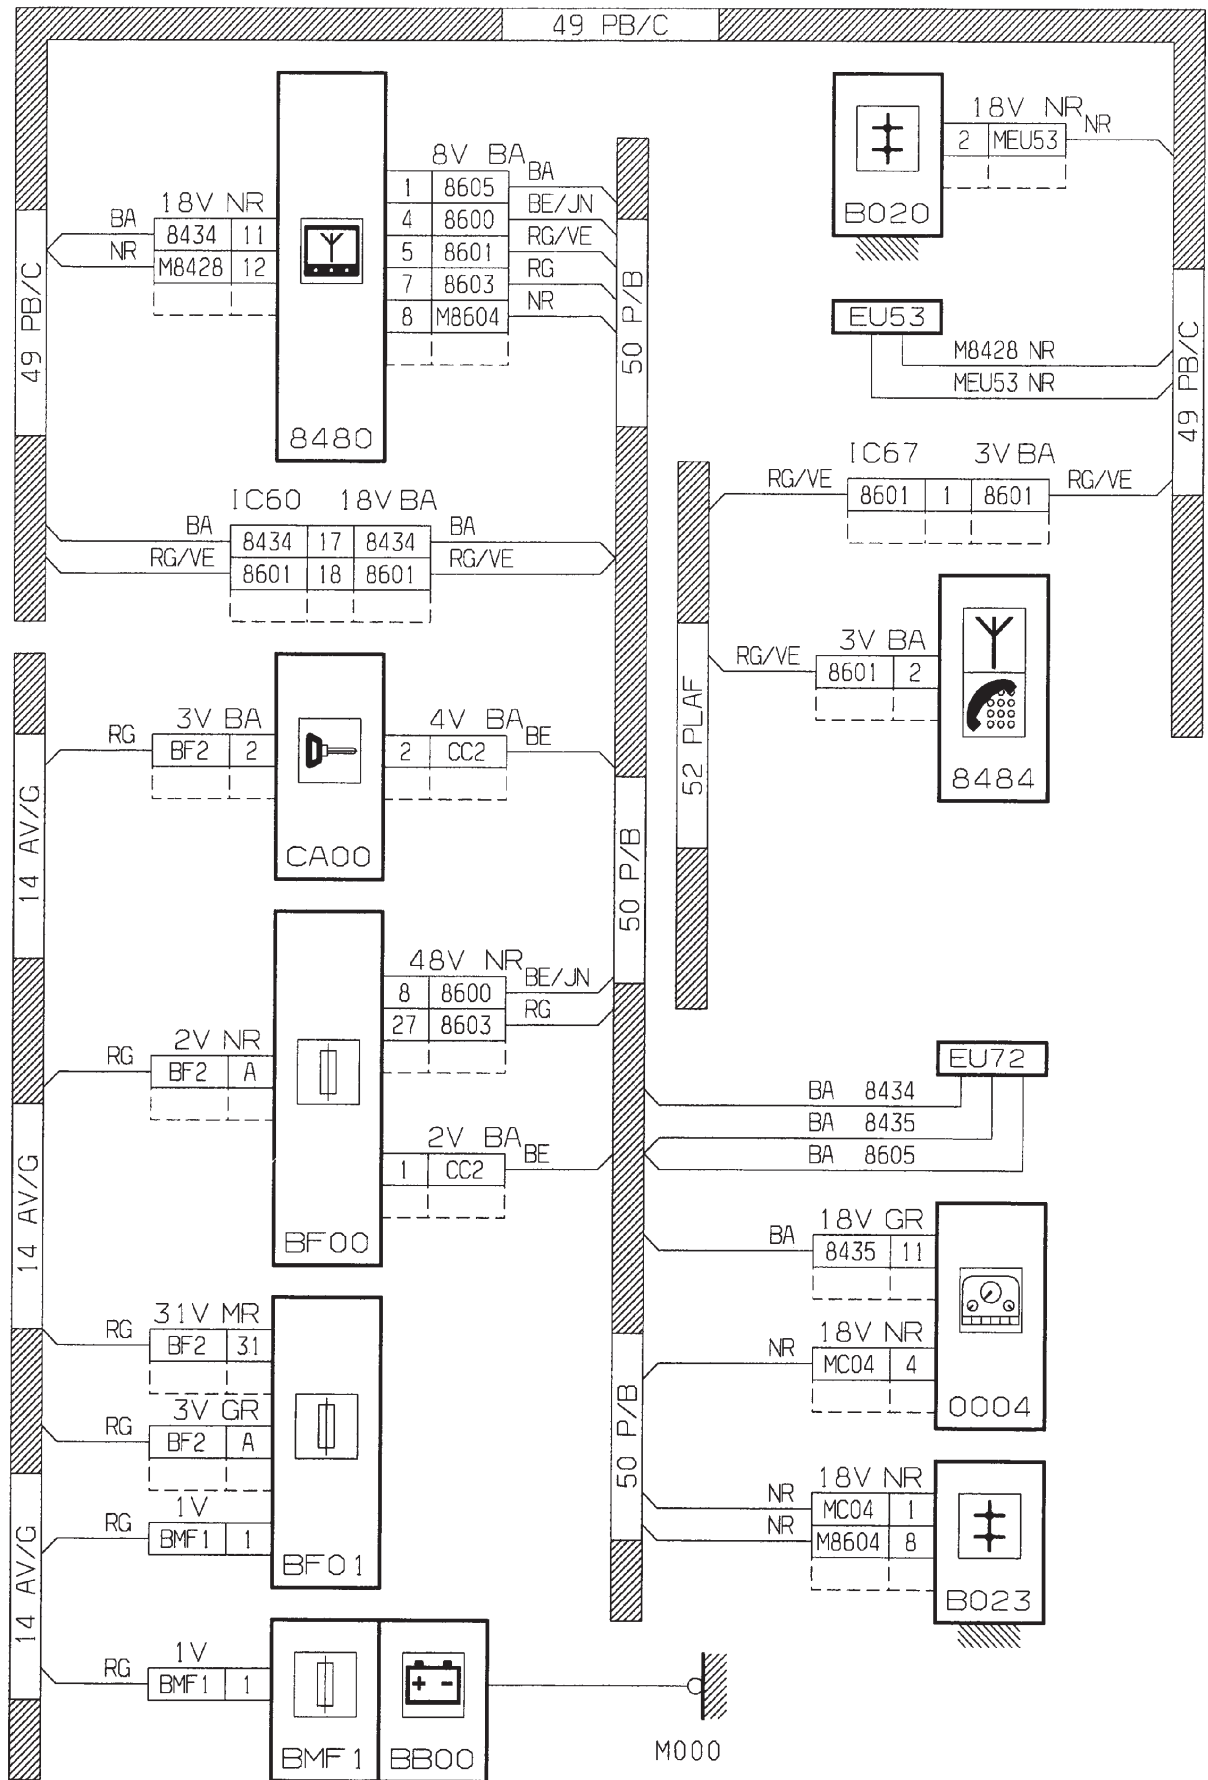 49 PB/C
18V NR
BA
8434 11
NR
M8428 12
8V BA
1 8605 BA
4 8600 BE/JN
5 8601 RG/VE
7 8603 RG
8 M8604 NR
8480
49 PB/C
50 P/B
18V NR
2 MEU53 NR
B020
EU53
M8428 NR
MEU53 NR
49 PB/C
IC67 3V BA
RG/VE 8601 1 8601 RG/VE
IC60 18V BA
BA 8434 17 8434 BA
RG/VE 8601 18 8601 RG/VE
3V BA
RG/VE 8601 2
8484
52 PLAF
14 AV/G
3V BA
RG BF2 2
4V BA
2 CC2 BE
CA00
50 P/B
48V NR
8 8600 BE/JN
27 8603 RG
2V NR
RG BF2 A
2V BA
1 CC2 BE
BF00
14 AV/G
EU72
BA 8434
BA 8435
BA 8605
18V GR
BA 8435 11
18V NR
NR MC04 4
0004
50 P/B
31V MR
RG BF2 31
3V GR
RG BF2 A
1V
RG BMF1 1
BF01
14 AV/G
18V NR
NR MC04 1
NR M8604 8
B023
1V
RG BMF1 1
+ -
BMF1 BB00
M000